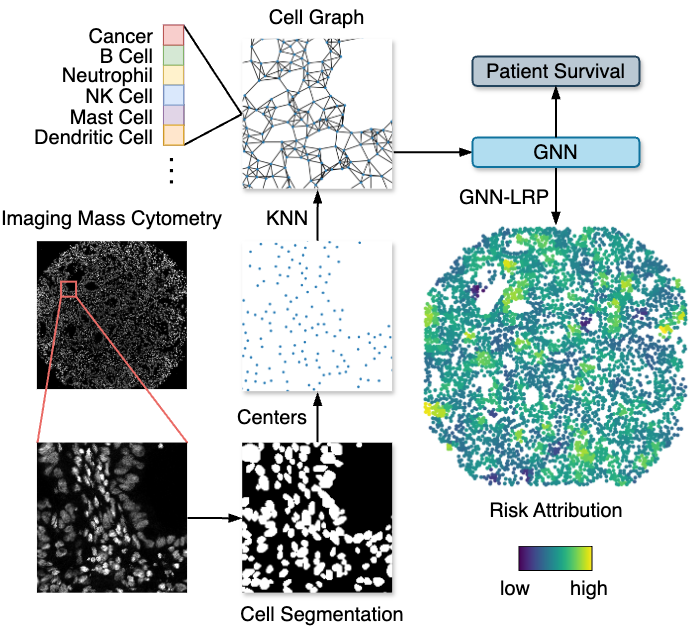 Cell Graph
Cancer
B Cell
Neutrophil
NK Cell
Mast Cell
Dendritic Cell
Patient Survival
GNN
GNN-LRP
Imaging Mass Cytometry
KNN
Centers
Cell Segmentation
Risk Attribution
low high